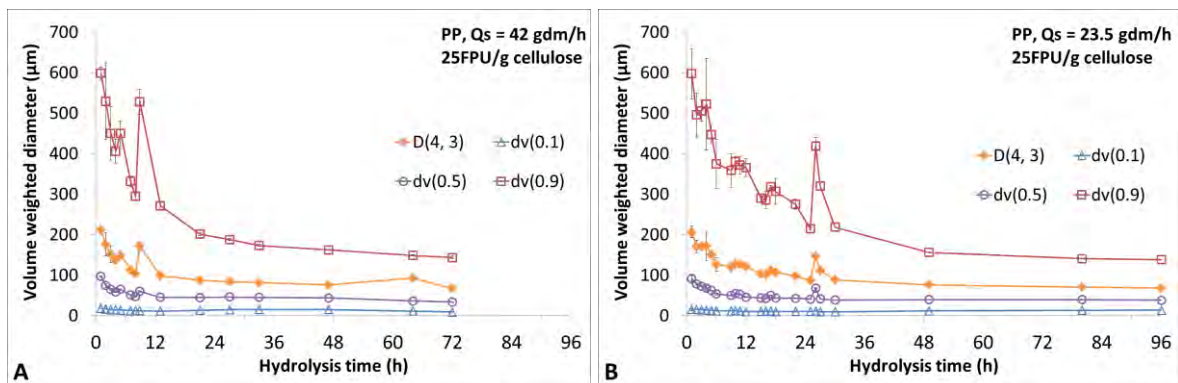 PP, Qs = 42 gdm/h
25FPU/g cellulose
Volume weighted diameter (µm)
700
600
500
400
300
200
100
0
D(4, 3)
dv(0.1)
dv(0.5)
dv(0.9)
0 12 24 36 48 60 72 84 96
Hydrolysis time (h)
A
PP, Qs = 23.5 gdm/h
25FPU/g cellulose
Volume weighted diameter (µm)
700
600
500
400
300
200
100
0
D(4, 3)
dv(0.1)
dv(0.5)
dv(0.9)
0 12 24 36 48 60 72 84 96
Hydrolysis time (h)
B